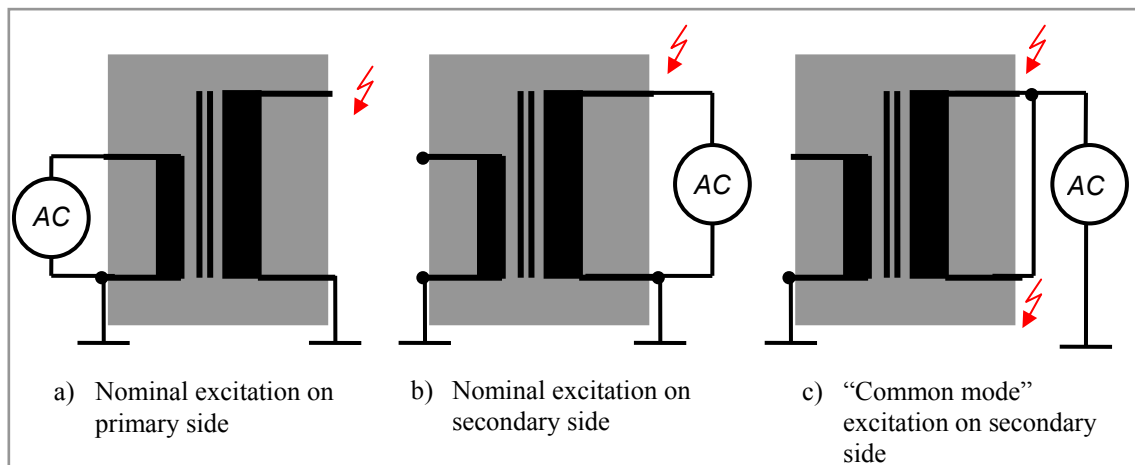 AC
AC
AC
a) Nominal excitation on
primary side
b) Nominal excitation on
secondary side
c) “Common mode”
excitation on secondary
side